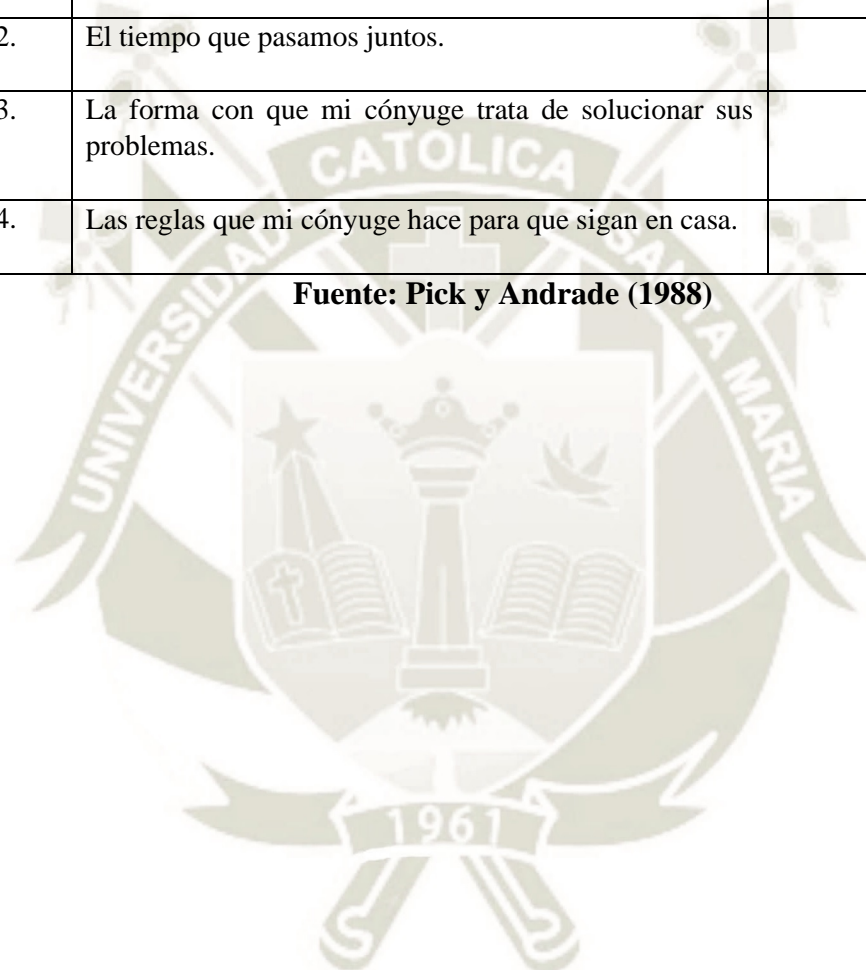 2. El tiempo que pasamos juntos.
3. La forma con que mi cónyuge trata de solucionar sus
problemas.
4. Las reglas que mi cónyuge hace para que sigan en casa.
Fuente: Pick y Andrade (1988)
UNIVERSIDAD CATOLICA SANTA MARIA
1961